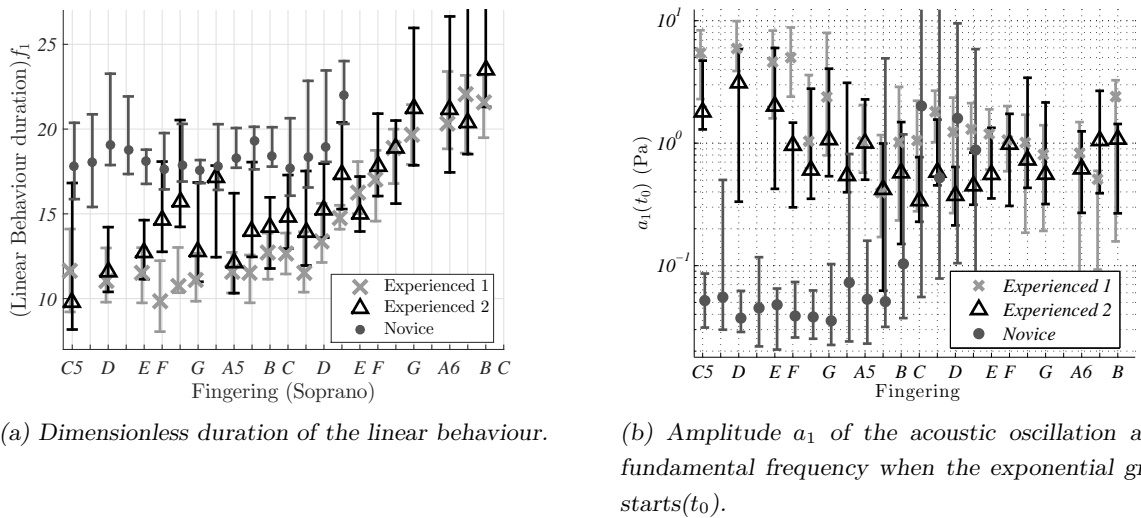 (Linear Behaviour duration) f1
25
20
15
10
Experienced 1
Experienced 2
Novice
C5 D E F G A5 B C D E F G A6 B C
Fingering (Soprano)
(a) Dimensionless duration of the linear behaviour.
a1(t0) (Pa)
10^1
10^0
10^-1
Experienced 1
Experienced 2
Novice
C5 D E F G A5 B C D E F G A6 B
Fingering
(b) Amplitude a1 of the acoustic oscillation a
fundamental frequency when the exponential g
starts(t0).